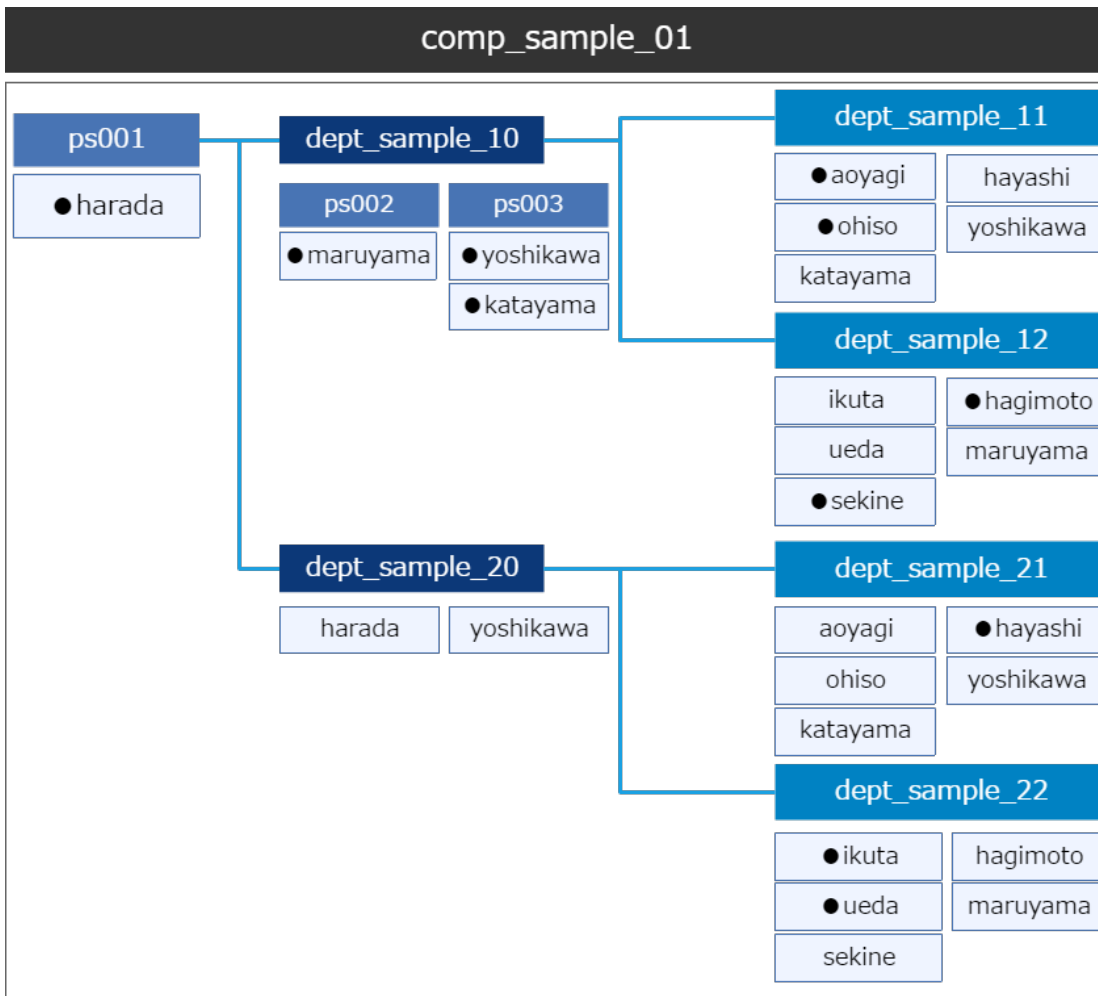 comp_sample_01
ps001
●harada
dept_sample_10
ps002
●maruyama
ps003
●yoshikawa
●katayama
dept_sample_11
●aoyagi
hayashi
●ohiso
yoshikawa
katayama
dept_sample_12
ikuta
●hagimoto
ueda
maruyama
●sekine
dept_sample_20
harada
yoshikawa
dept_sample_21
aoyagi
●hayashi
ohiso
yoshikawa
katayama
dept_sample_22
●ikuta
hagimoto
●ueda
maruyama
sekine